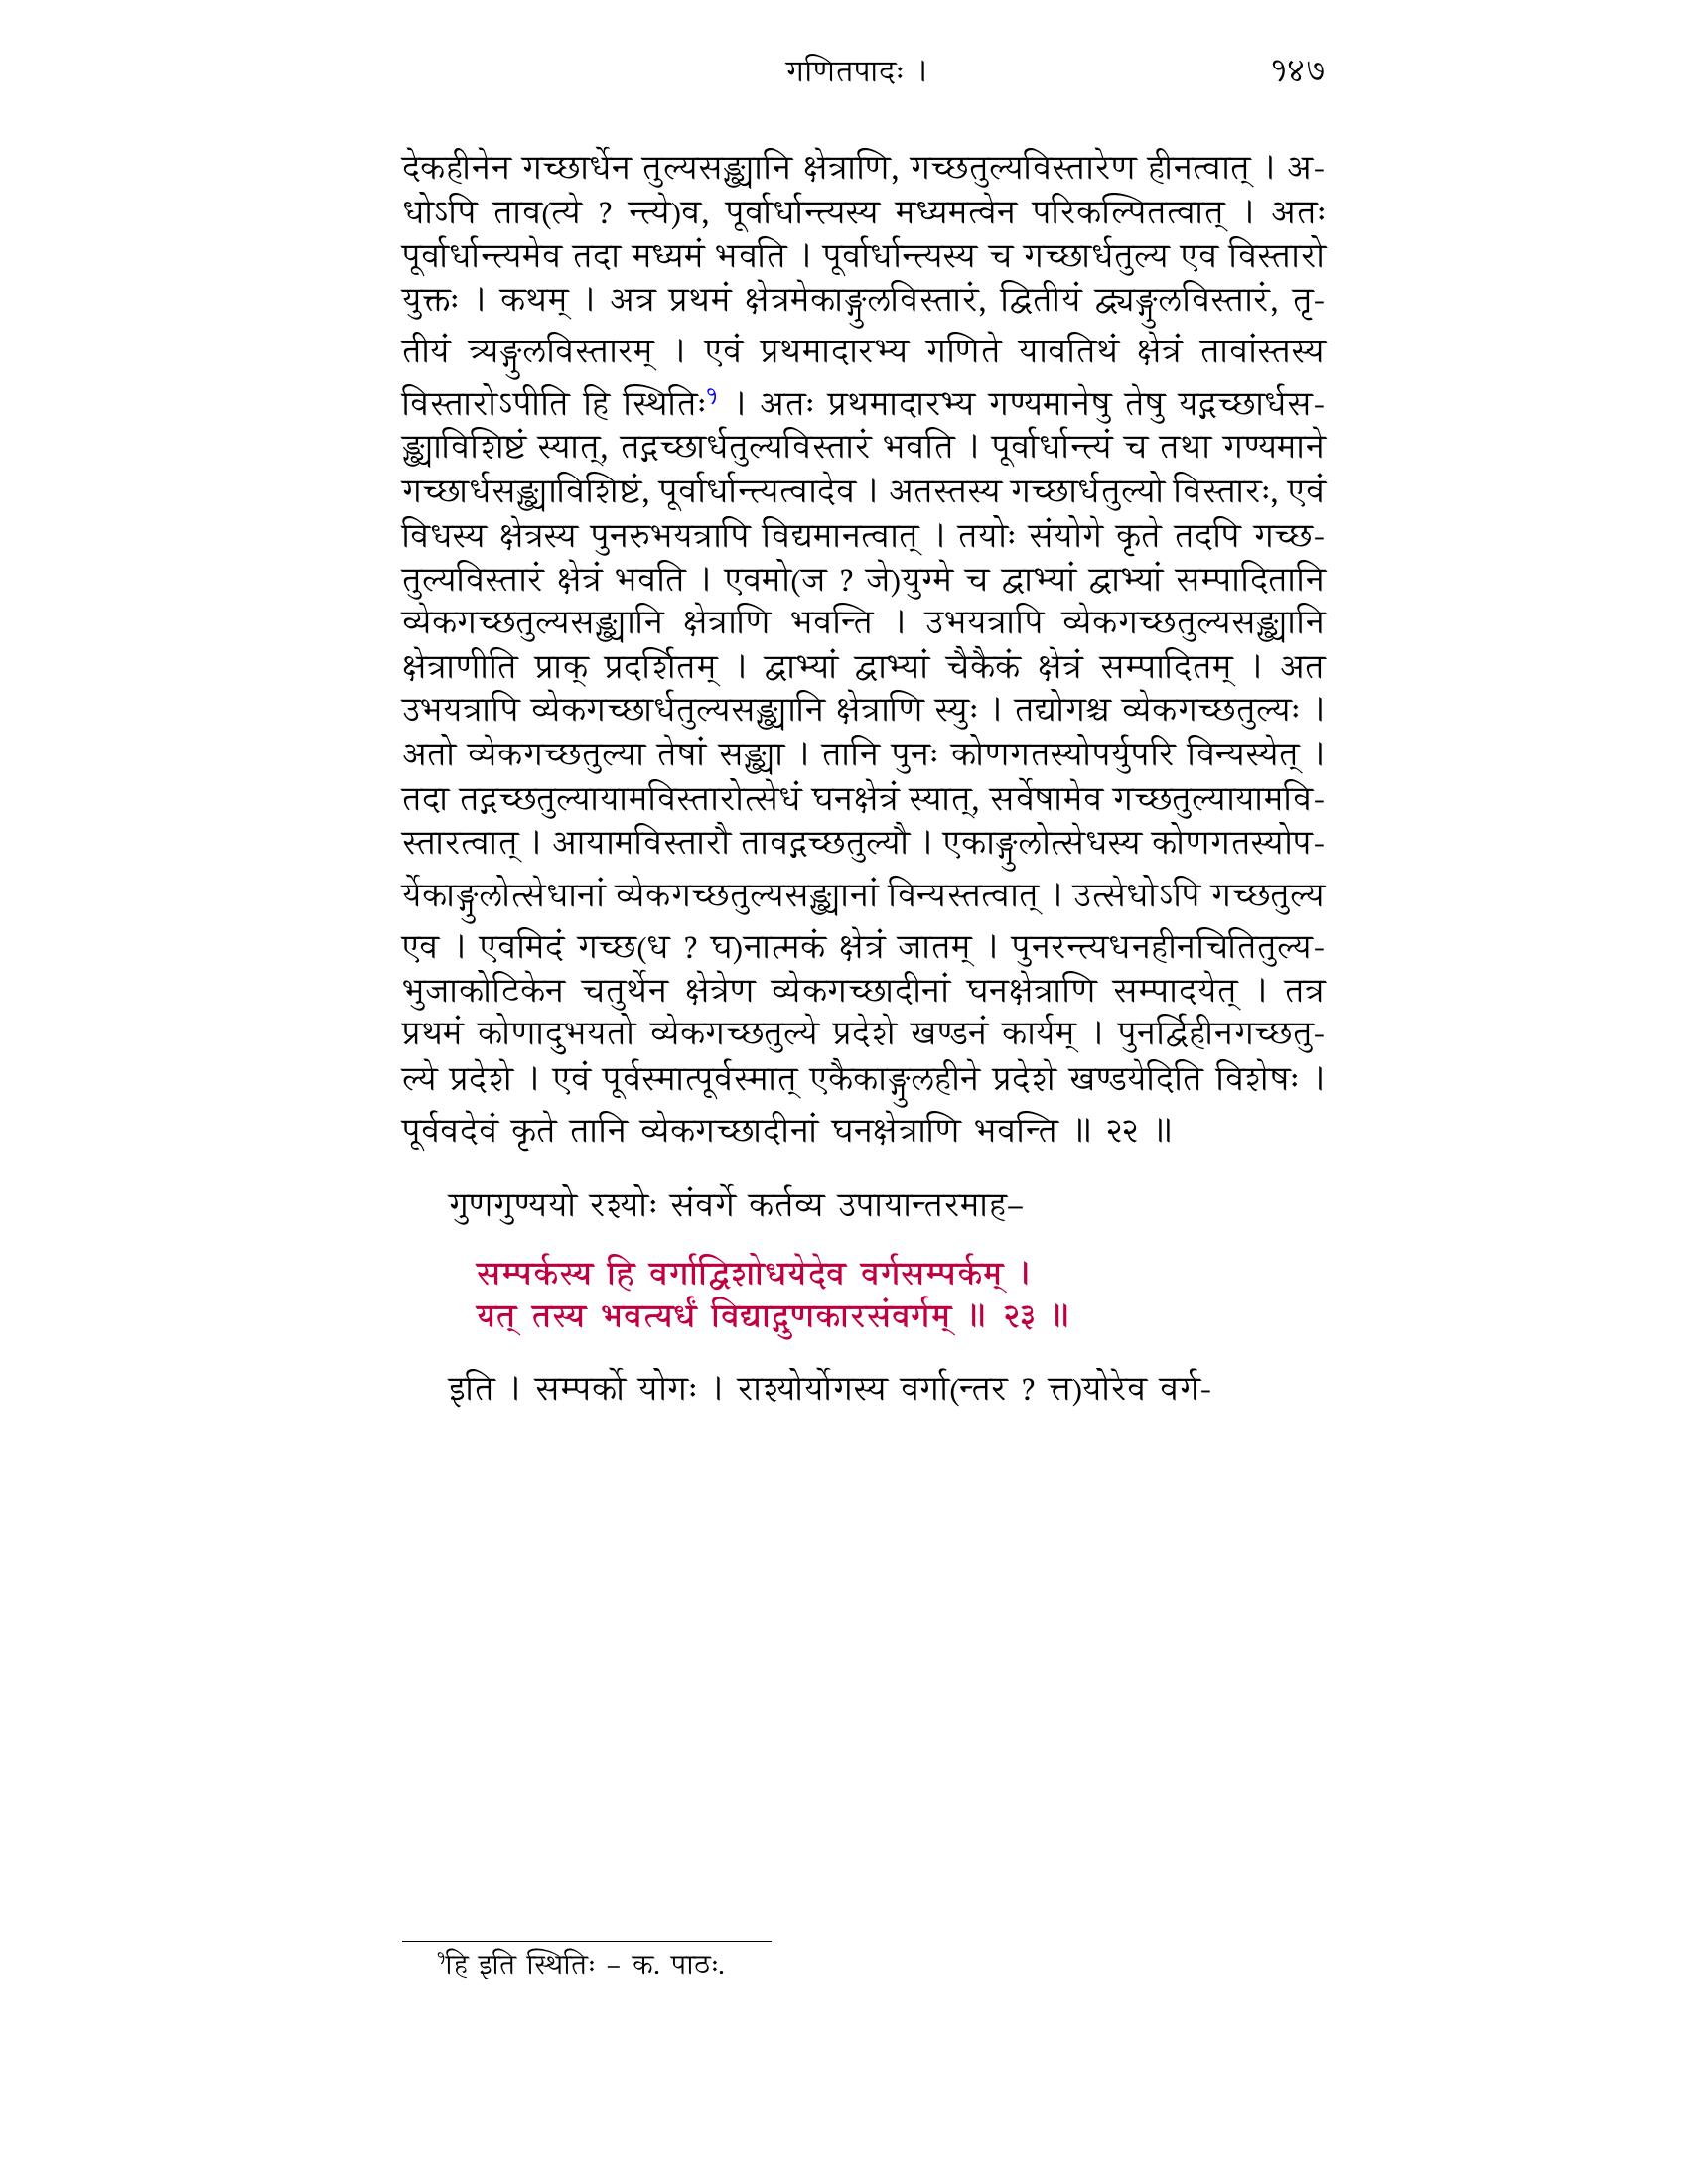 गणितपादः । १४७
देकहीनेन गच्छार्धेन तुल्यसङ्ख्यानि क्षेत्राणि, गच्छतुल्यविस्तारेण हीनत्वात् । अ-
धोऽपि ताव(त्ये ? न्त्ये)व, पूर्वार्धान्त्यस्य मध्यमत्वेन परिकल्पितत्वात् । अतः
पूर्वार्धान्त्यमेव तदा मध्यमं भवति । पूर्वार्धान्त्यस्य च गच्छार्धतुल्य एव विस्तारो
युक्तः । कथम् । अत्र प्रथमं क्षेत्रमेकाङ्गुलविस्तारं, द्वितीयं द्व्यङ्गुलविस्तारं, तृ-
तीयं त्र्यङ्गुलविस्तारम् । एवं प्रथमादारभ्य गणिते यावतिथं क्षेत्रं तावांस्तस्य
विस्तारोऽपीति हि स्थितिः१ । अतः प्रथमादारभ्य गण्यमानेषु तेषु यद्गच्छार्धस-
ङ्ख्याविशिष्टं स्यात्, तद्गच्छार्धतुल्यविस्तारं भवति । पूर्वार्धान्त्यं च तथा गण्यमाने
गच्छार्धसङ्ख्याविशिष्टं, पूर्वार्धान्त्यत्वादेव । अतस्तस्य गच्छार्धतुल्यो विस्तारः, एवं
विधस्य क्षेत्रस्य पुनरुभयत्रापि विद्यमानत्वात् । तयोः संयोगे कृते तदपि गच्छ-
तुल्यविस्तारं क्षेत्रं भवति । एवमो(ज ? जे)युग्मे च द्वाभ्यां द्वाभ्यां सम्पादितानि
व्येकगच्छतुल्यसङ्ख्यानि क्षेत्राणि भवन्ति । उभयत्रापि व्येकगच्छतुल्यसङ्ख्यानि
क्षेत्राणीति प्राक् प्रदर्शितम् । द्वाभ्यां द्वाभ्यां चैकैकं क्षेत्रं सम्पादितम् । अत
उभयत्रापि व्येकगच्छार्धतुल्यसङ्ख्यानि क्षेत्राणि स्युः । तद्योगश्च व्येकगच्छतुल्यः ।
अतो व्येकगच्छतुल्या तेषां सङ्ख्या । तानि पुनः कोणगतस्योपर्युपरि विन्यस्येत् ।
तदा तद्गच्छतुल्यायामविस्तारोत्सेधं घनक्षेत्रं स्यात्, सर्वेषामेव गच्छतुल्यायामवि-
स्तारत्वात् । आयामविस्तारौ तावद्गच्छतुल्यौ । एकाङ्गुलोत्सेधस्य कोणगतस्योप-
र्येकाङ्गुलोत्सेधानां व्येकगच्छतुल्यसङ्ख्यानां विन्यस्तत्वात् । उत्सेधोऽपि गच्छतुल्य
एव । एवमिदं गच्छ(ध ? घ)नात्मकं क्षेत्रं जातम् । पुनरन्त्यधनहीनचितितुल्य-
भुजाकोटिकेन चतुर्थेन क्षेत्रेण व्येकगच्छादीनां घनक्षेत्राणि सम्पादयेत् । तत्र
प्रथमं कोणादुभयतो व्येकगच्छतुल्ये प्रदेशे खण्डनं कार्यम् । पुनर्द्विहीनगच्छतु-
ल्ये प्रदेशे । एवं पूर्वस्मात्पूर्वस्मात् एकैकाङ्गुलहीने प्रदेशे खण्डयेदिति विशेषः ।
पूर्ववदेवं कृते तानि व्येकगच्छादीनां घनक्षेत्राणि भवन्ति ॥ २२ ॥
गुणगुण्ययो रश्योः संवर्गे कर्तव्य उपायान्तरमाह–
सम्पर्कस्य हि वर्गाद्विशोधयेदेव वर्गसम्पर्कम् ।
यत् तस्य भवत्यर्धं विद्याद्गुणकारसंवर्गम् ॥ २३ ॥
इति । सम्पर्को योगः । राश्योर्योगस्य वर्गा(न्तर ? त्त)योरेव वर्ग-
१हि इति स्थितिः – क. पाठः.